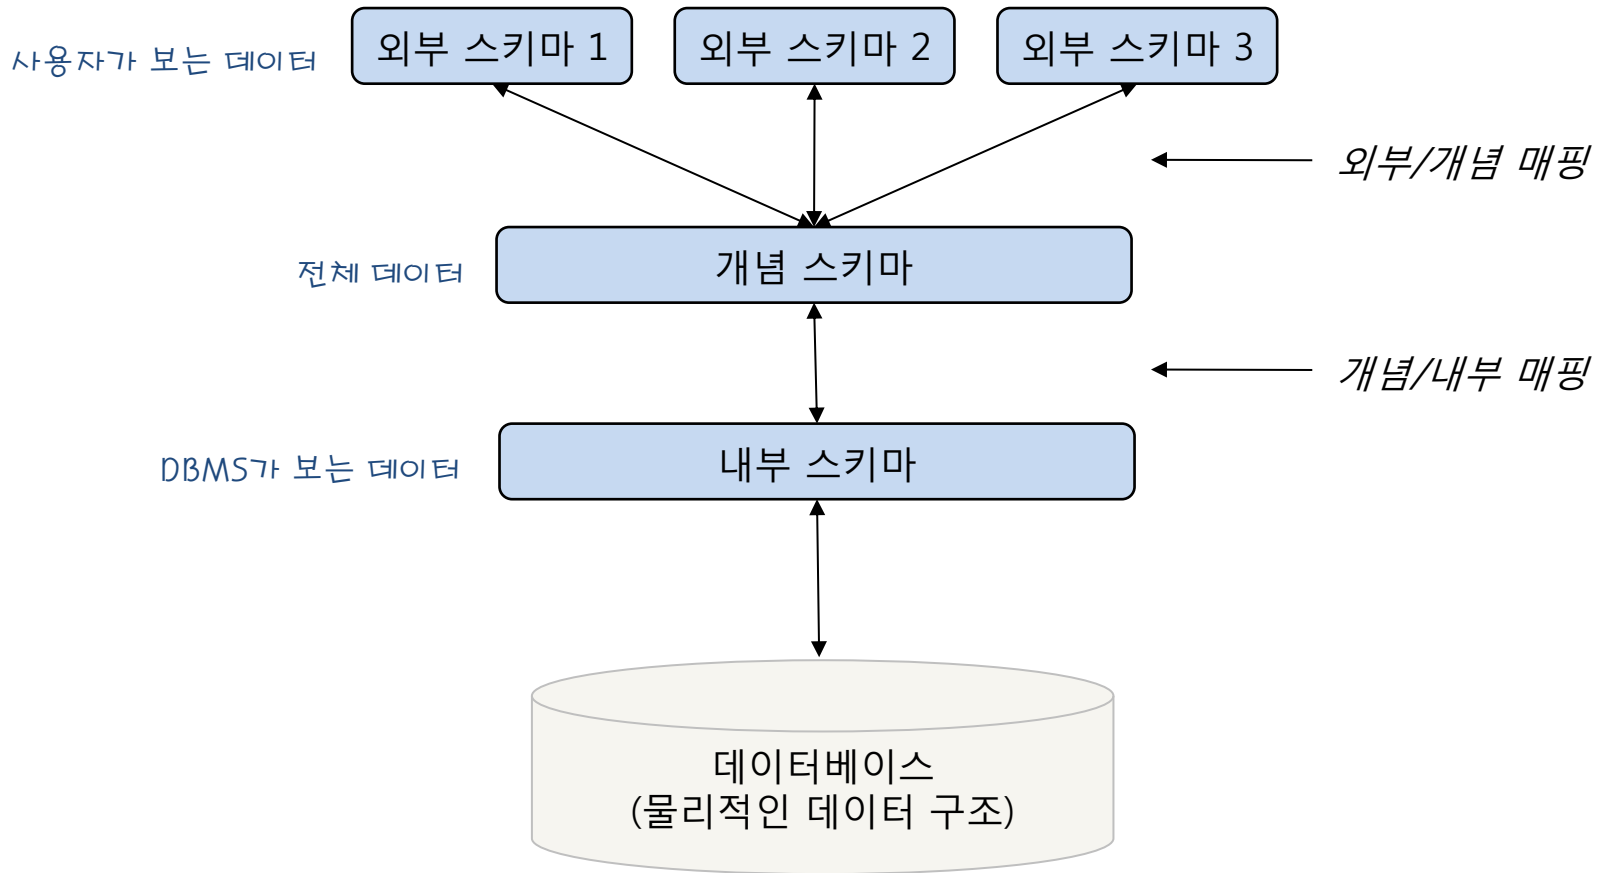 외부 스키마 1
외부 스키마 2
외부 스키마 3
사용자가 보는 데이터
외부/개념 매핑
전체 데이터
개념 스키마
개념/내부 매핑
DBMS가 보는 데이터
내부 스키마
데이터베이스
(물리적인 데이터 구조)